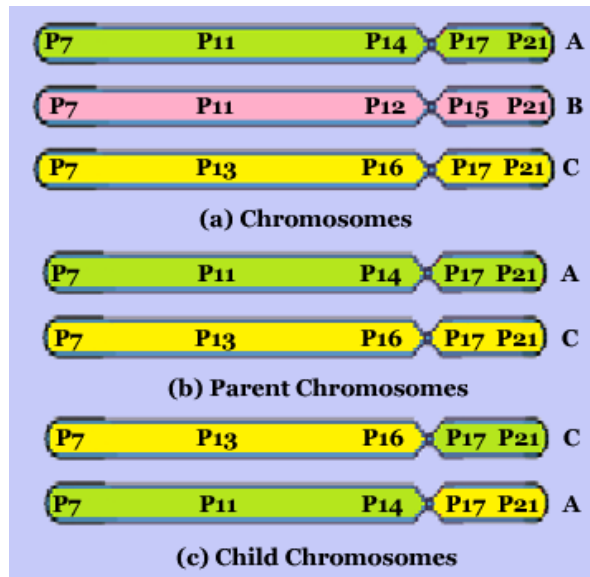 P7 P11 P14 P17 P21 A
P7 P11 P12 P15 P21 B
P7 P13 P16 P17 P21 C
(a) Chromosomes
P7 P11 P14 P17 P21 A
P7 P13 P16 P17 P21 C
(b) Parent Chromosomes
P7 P13 P16 P17 P21 C
P7 P11 P14 P17 P21 A
(c) Child Chromosomes